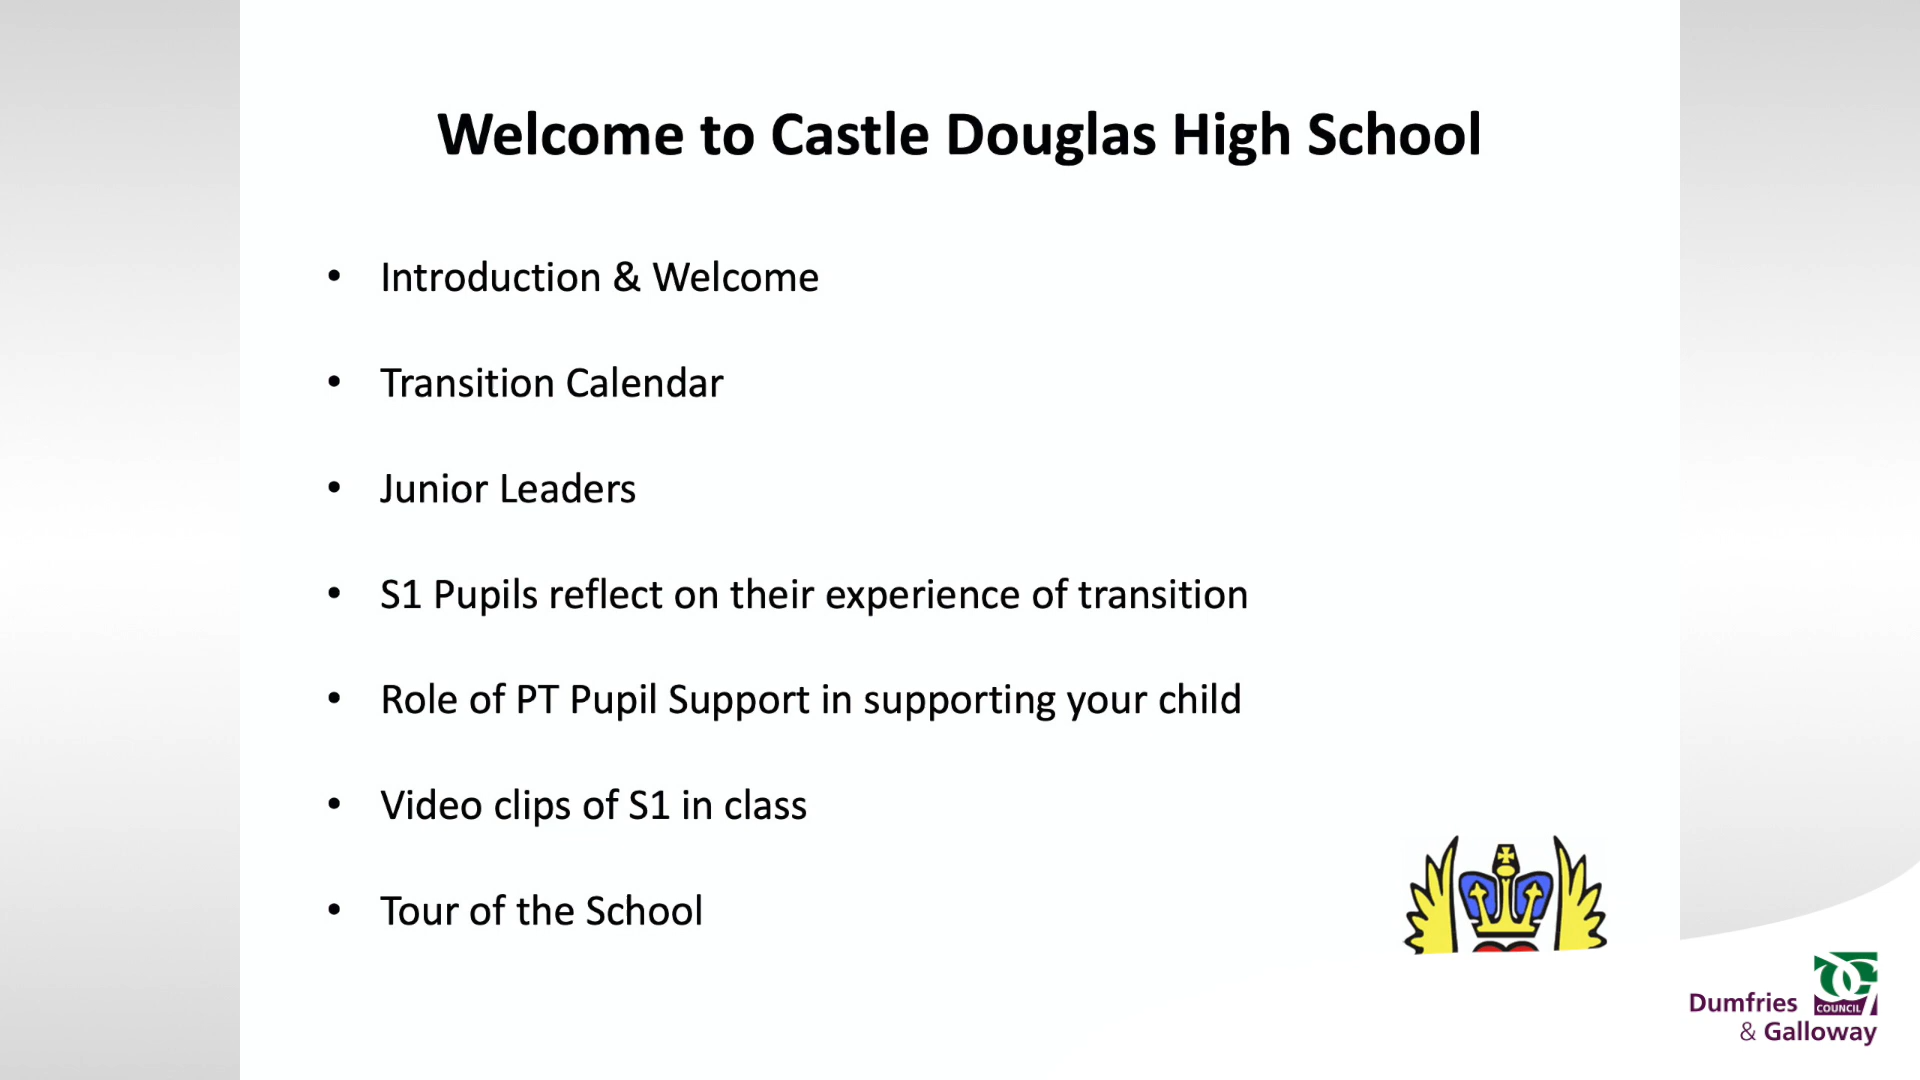 Welcome to Castle Douglas High School
• Introduction & Welcome
• Transition Calendar
• Junior Leaders
• S1 Pupils reflect on their experience of transition
• Role of PT Pupil Support in supporting your child
• Video clips of S1 in class
• Tour of the School
COUNCIL
Dumfries
& Galloway